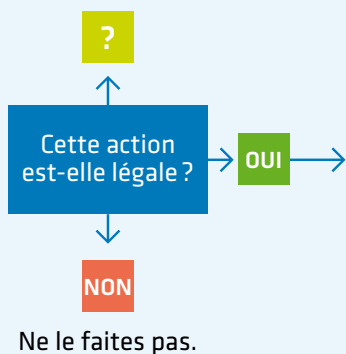 ?
Cette action
est-elle légale ?
OUI
NON
Ne le faites pas.